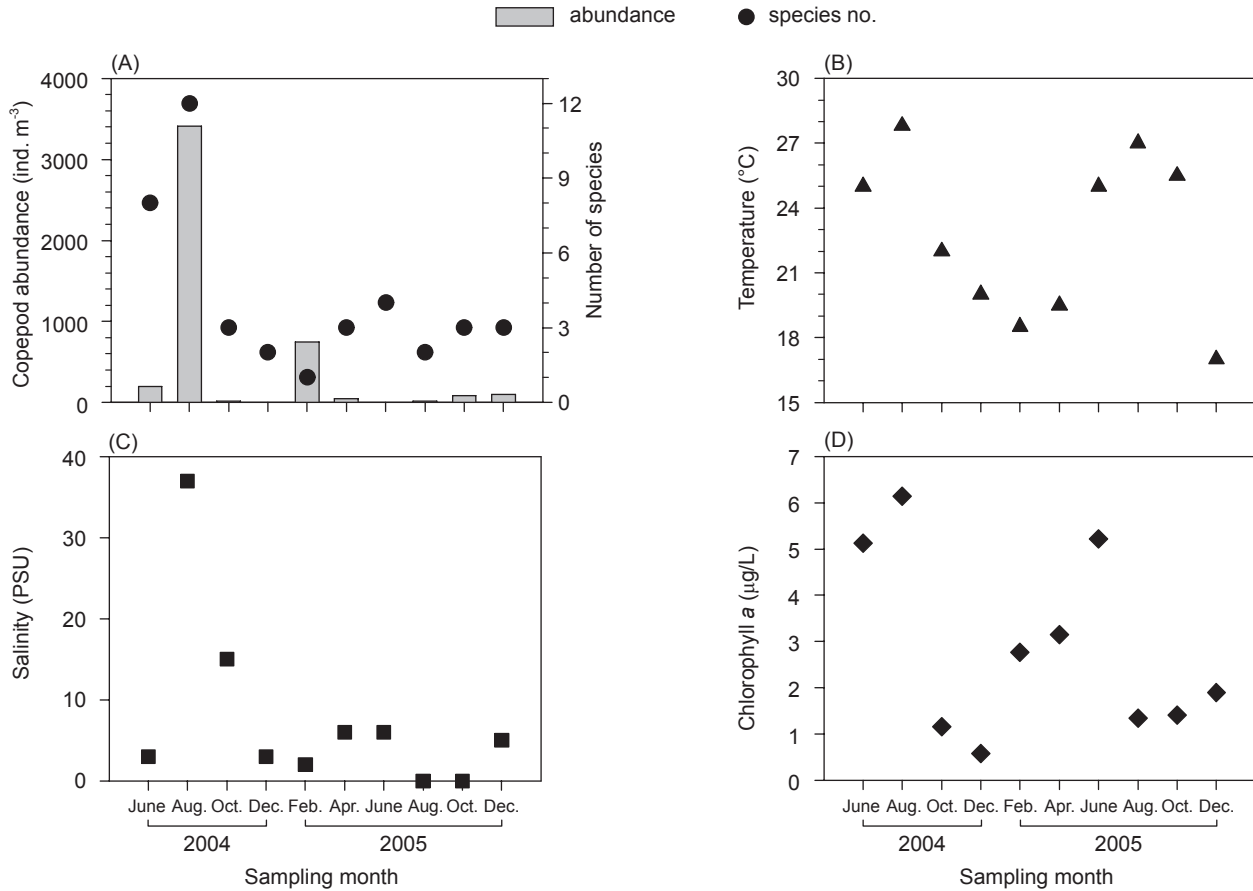 abundance
species no.
(A)
Copepod abundance (ind. m⁻³)
4000
3000
2000
1000
0
12
9
6
3
0
Number of species
(B)
Temperature (°C)
30
27
24
21
18
15
(C)
Salinity (PSU)
40
30
20
10
0
June Aug. Oct. Dec. Feb. Apr. June Aug. Oct. Dec.
2004 2005
Sampling month
(D)
Chlorophyll a (µg/L)
7
6
5
4
3
2
1
0
June Aug. Oct. Dec. Feb. Apr. June Aug. Oct. Dec.
2004 2005
Sampling month